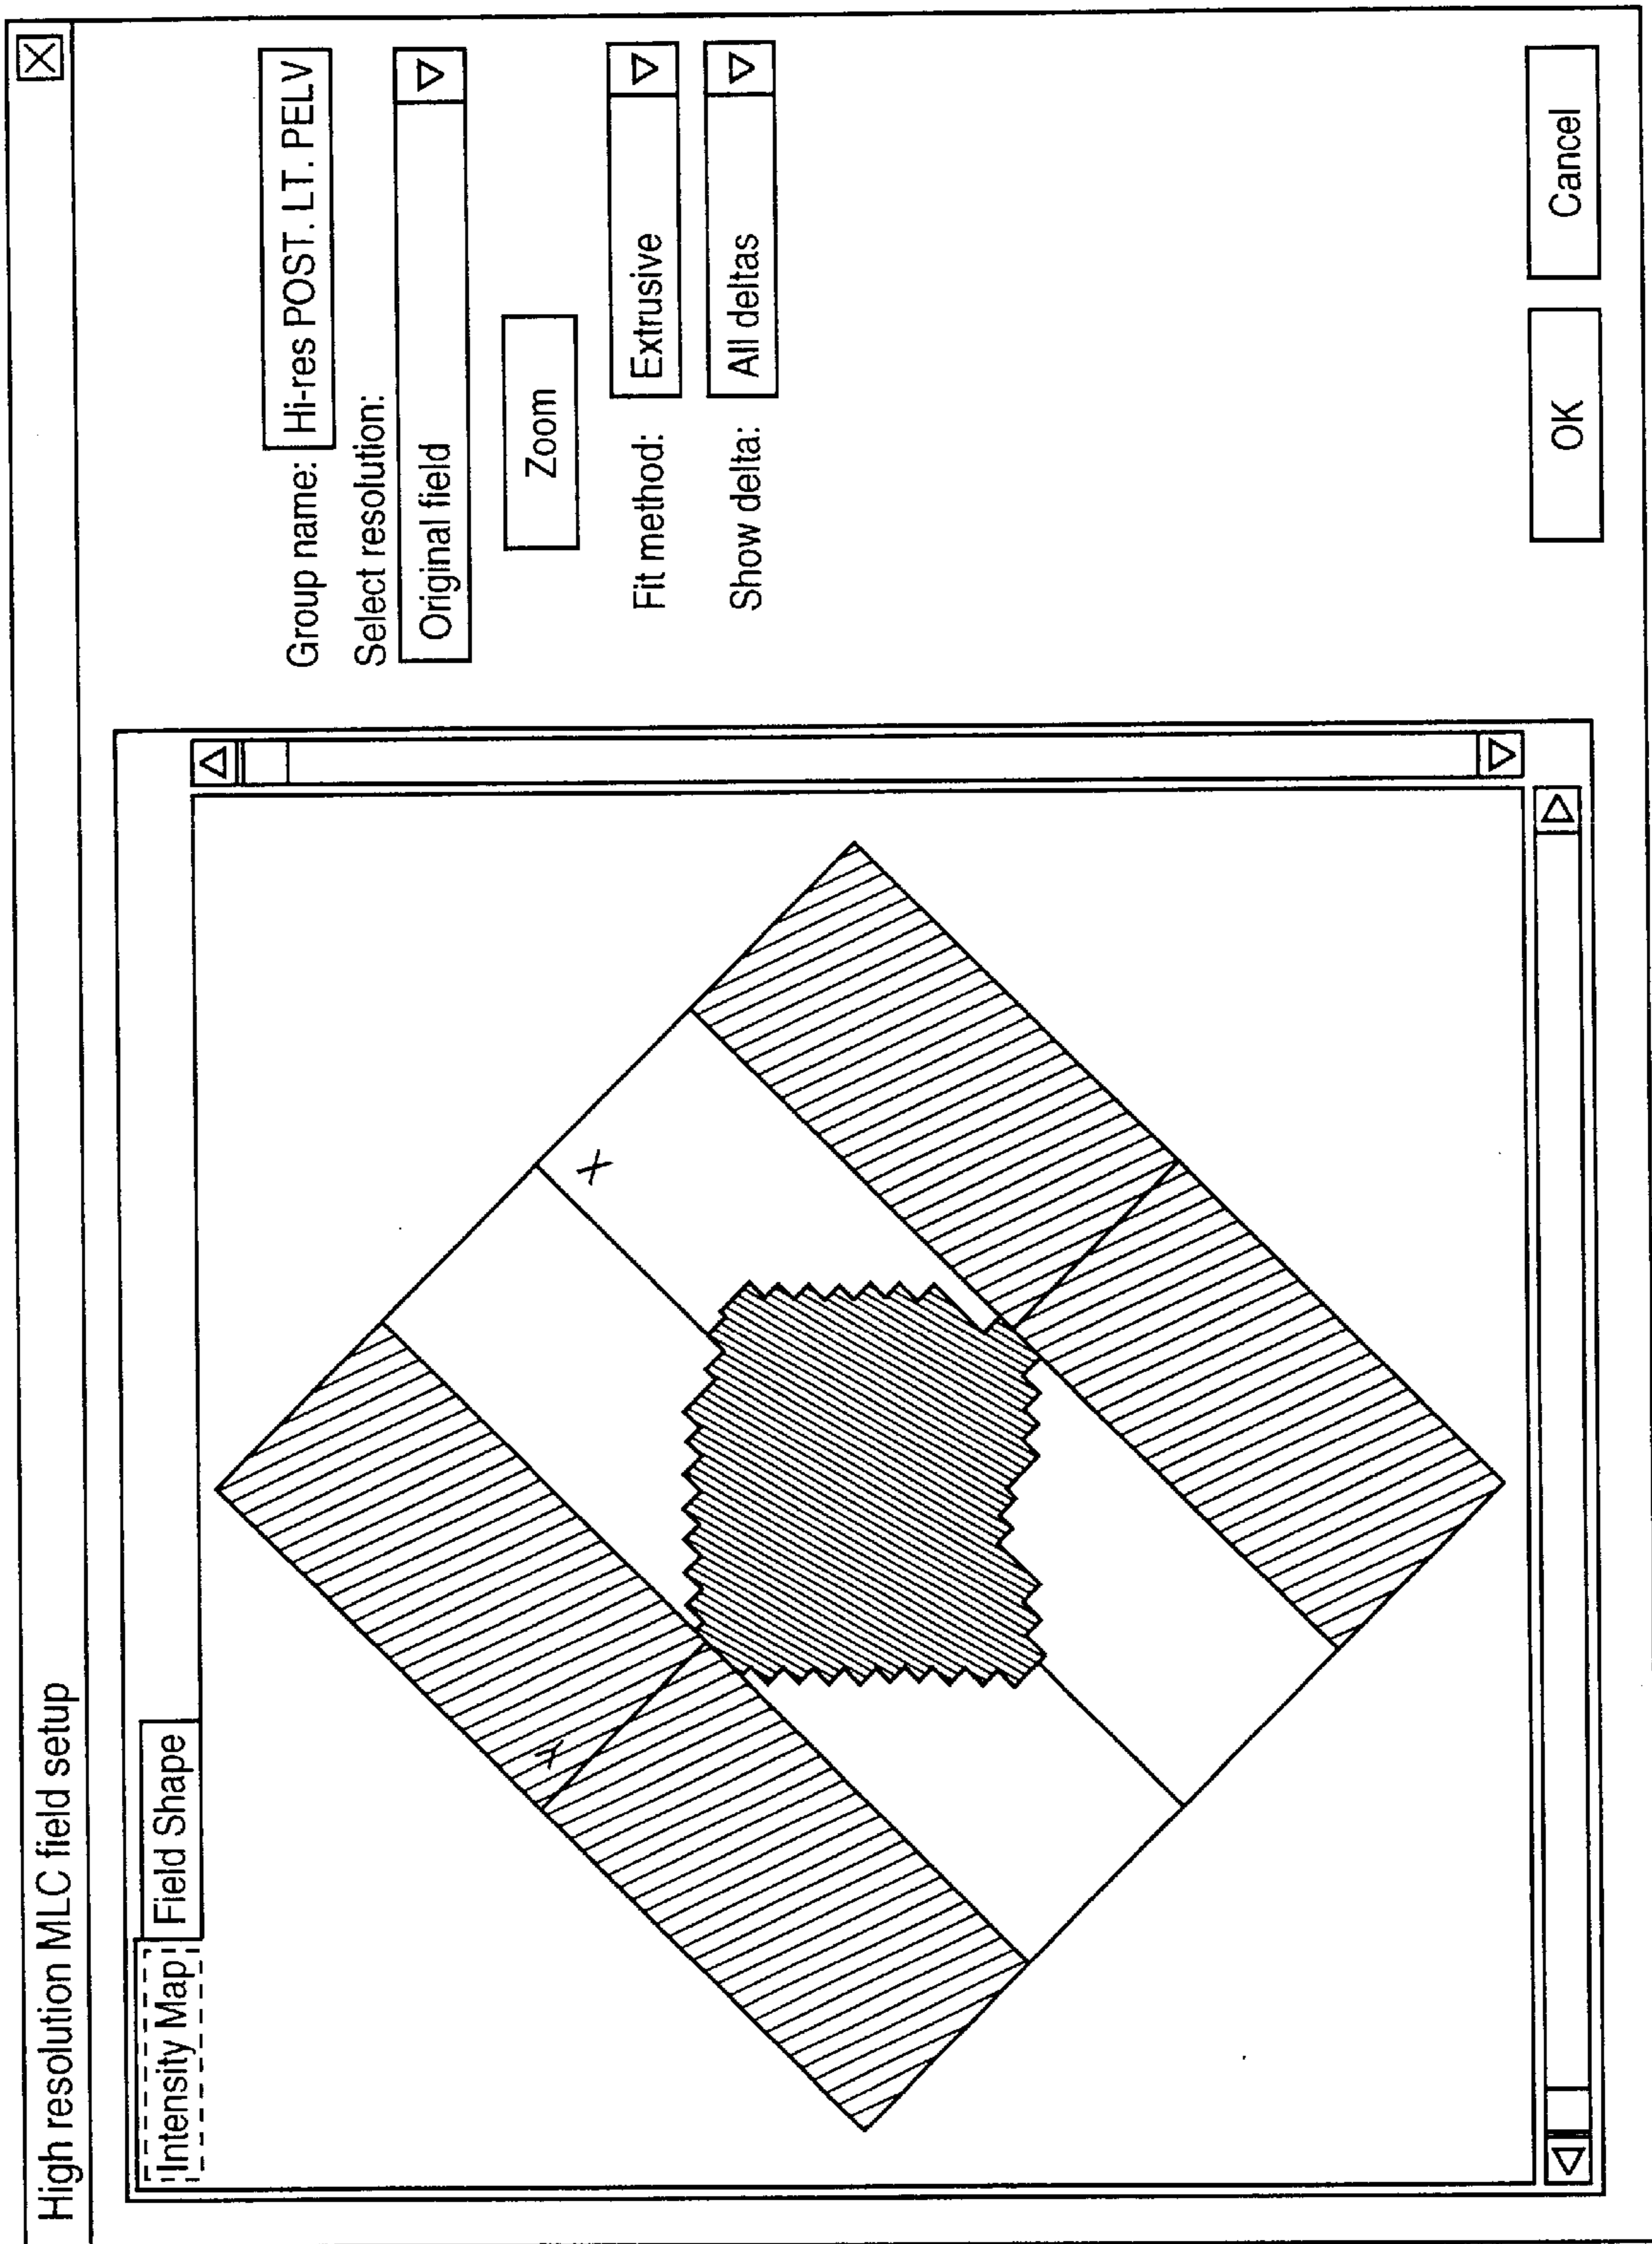 High resolution MLC field setup
Intensity Map
Field Shape
Y
X
Group name: Hi-res POST. LT. PELV
Select resolution:
Original field
Zoom
Fit method: Extrusive
Show delta: All deltas
OK
Cancel